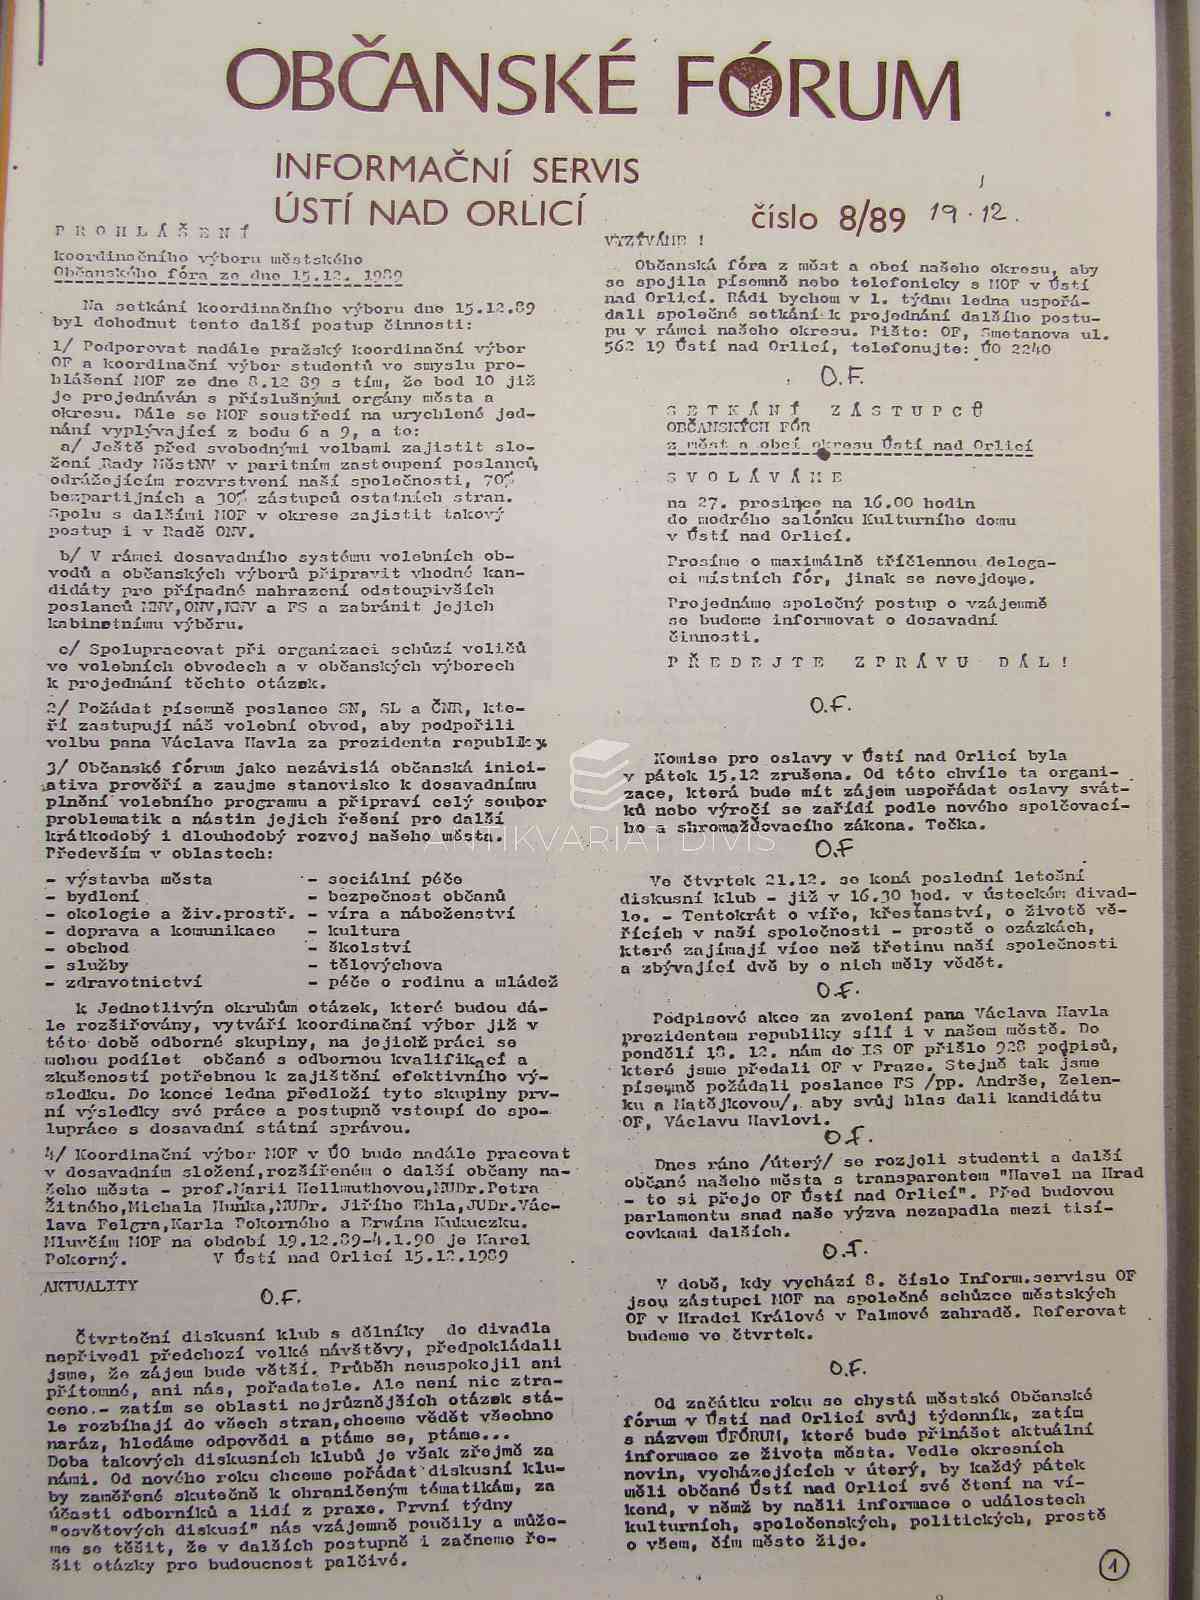 OBČANSKÉ FÓRUM
INFORMAČNÍ SERVIS
ÚSTÍ NAD ORLICÍ
číslo 8/89 19.12.
PROHLÁŠENÍ
koordinačního výboru městského
Občanského fóra ze dne 15.12. 1989
Na setkání koordinačního výboru dne 15.12.89
byl dohodnut tento další postup činnosti:
1/ Podporovat nadále pražský koordinační výbor
OF a koordinační výbor studentů ve smyslu pro-
hlášení MOF ze dne 8.12 89 s tím, že bod 10 již
je projednáván s příslušnými orgány města a
okresu. Dále se MOF soustředí na urychlené jed-
nání vyplývající z bodu 6 a 9, a to:
a/ Ještě před svobodnými volbami zajistit slo-
žení Rady MěstNV v paritním zastoupení poslanců,
odrážejícím rozvrstvení naší společnosti, 70%
bezpartijních a 30% zástupců ostatních stran.
Spolu s dalšími MOF v okrese zajistit takový
postup i v Radě ONV.
b/ V rámci dosavadního systému volebních ob-
vodů a občanských výborů připravit vhodné kan-
didáty pro případné nahrazení odstoupivších
poslanců MNV,ONV,KNV a FS a zabránit jejich
kabinetnímu výběru.
c/ Spolupracovat při organizaci schůzí voličů
ve volebních obvodech a v občanských výborech
k projednání těchto otázek.
2/ Požádat písemně poslance SN, SL a ČNR, kte-
ří zastupují náš volební obvod, aby podpořili
volbu pana Václava Havla za prezidenta republiky.
3/ Občanské fórum jako nezávislá občanská inici-
ativa prověří a zaujme stanovisko k dosavadnímu
plnění volebního programu a připraví celý soubor
problematik a nástin jejich řešení pro další
krátkodobý i dlouhodobý rozvoj našeho města.
Především v oblastech:
- výstavba města - sociální péče
- bydlení - bezpečnost občanů
- ekologie a živ.prostř. - víra a náboženství
- doprava a komunikace - kultura
- obchod - školství
- služby - tělovýchova
- zdravotnictví - péče o rodinu a mládež
k Jednotlivýn okruhům otázek, které budou dá-
le rozšiřovány, vytváří koordinační výbor již v
této době odborné skupiny, na jejichž práci se
mohou podílet občané s odbornou kvalifikací a
zkušeností potřebnou k zajištění efektivního vý-
sledku. Do konce ledna předloží tyto skupiny prv-
ní výsledky své práce a postupně vstoupí do spo-
lupráce s dosavadní státní správou.
4/ Koordinační výbor MOF v ÚO bude nadále pracovat
v dosavadním složení,rozšířeném o další občany na-
šeho města - prof.Marii Hellmuthovou,MUDr.Petra
Žitného,Michala Hunka,MUDr. Jiřího Ehla,JUDr.Vác-
lava Felgra,Karla Pokorného a Erwína Kukuczku.
Mluvčím MOF na období 19.12.89-4.1.90 je Karel
Pokorný. V Ústí nad Orlicí 15.12.1989
AKTUALITY
O.F.
Čtvrteční diskusní klub s dělníky do divadla
nepřivedl předchozí velké návštěvy, předpokládali
jsme, že zájem bude větší. Průběh neuspokojil ani
přítomné, ani nás, pořadatele. Ale není nic ztra-
ceno.- zatím se oblasti nejrůznějších otázek stá-
le rozbíhají do všech stran,chceme vědět všechno
naráz, hledáme odpovědi a ptáme se, ptáme...
Doba takových diskusních klubů je však zřejmě za
námi. Od nového roku chceme pořádat diskusní klu-
by zaměřené skutečně k ohraničeným tématikám, za
účasti odborníků a lidí z praxe. První týdny
"osvětových diskusí" nás vzájemně poučily a může-
me se těšit, že v dalších postupně i začneme ře-
šit otázky pro budoucnost palčivé.
VYZÝVÁME !
Občanská fóra z měst a obcí našeho okresu, aby
se spojila písemně nebo telefonicky s MOF v Ústí
nad Orlicí. Rádi bychom v 1. týdnu ledna uspořá-
dali společné setkání k projednání dalšího postu-
pu v rámci našeho okresu. Pište: OF, Smetanova ul.
562 19 Ústí nad Orlicí, telefonujte: ÚO 2240
O.F.
SETKÁNÍ ZÁSTUPCŮ
OBČANSKÝCH FÓR
z měst a obcí okresu Ústí nad Orlicí
SVOLÁVÁME
na 27. prosince na 16.00 hodin
do modrého salónku Kulturního domu
v Ústí nad Orlicí.
Prosíme o maximálně tříčlennou delega-
ci místních fór, jinak se nevejdeme.
Projednáme společný postup o vzájemně
se budeme informovat o dosavadní
činnosti.
PŘEDEJTE ZPRÁVU DÁL!
O.F.
Komise pro oslavy v Ústí nad Orlicí byla
v pátek 15.12 zrušena. Od této chvíle ta organi-
zace, která bude mít zájem uspořádat oslavy svát-
ků nebo výročí se zařídí podle nového spolčovací-
ho a shromažďovacího zákona. Tečka.
O.F
Ve čtvrtek 21.12. se koná poslední letošní
diskusní klub - již v 16.30 hod. v ústeckém divad-
le. - Tentokrát o víře, křesťanství, o životě vě-
řících v naší společnosti - prostě o ozázkách,
které zajímají více než třetinu naší společnosti
a zbývající dvě by o nich měly vědět.
O.F.
Podpisové akce za zvolení pana Václava Havla
prezidentem republiky sílí i v našem městě. Do
pondělí 18. 12. nám do IS OF přišlo 928 podpisů,
které jsme předali OF v Praze. Stejně tak jsme
písemně požádali poslance FS /pp. Andrše, Zelen-
ku a Matějkovou/, aby svůj hlas dali kandidátu
OF, Václavu Havlovi.
O.F.
Dnes ráno /úterý/ se rozjeli studenti a další
občané našeho města s transparentem "Havel na Hrad
- to si přeje OF Ústí nad Orlicí". Před budovou
parlamentu snad naše výzva nezapadla mezi tisí-
covkami dalších.
O.F.
V době, kdy vychází 8. číslo Inform.servisu OF
jsou zástupci MOF na společné schůzce městských
OF v Hradci Králové v Palmové zahradě. Referovat
budeme ve čtvrtek.
O.F.
Od začátku roku se chystá městské Občanské
fórum v Ústí nad Orlicí svůj týdenník, zatím
s názvem ÚFÓRUM, které bude přinášet aktuální
informace ze života města. Vedle okresních
novin, vycházejících v úterý, by každý pátek
měli občané Ústí nad Orlicí své čtení na ví-
kend, v němž by našli informace o událostech
kulturních, společenských, politických, prostě
o všem, čím město žije.
1
ANTIKVARIAT DIVIŠ